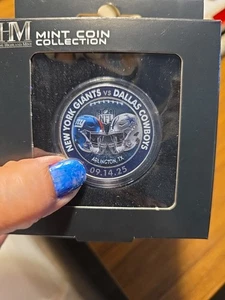 HM
MINT COIN
COLLECTION
NEW YORK GIANTS vs DALLAS COWBOYS
ARLINGTON, TX
09.14.25